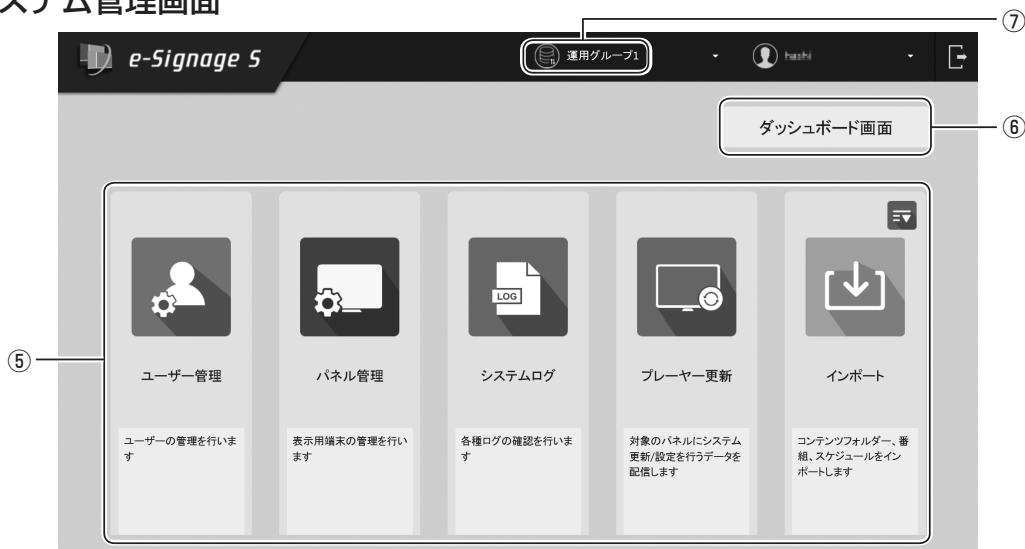 ステム管理画面
⑦
e-Signage S
運用グループ1
hashi
ダッシュボード画面
⑥
LOG
⑤
ユーザー管理
パネル管理
システムログ
プレーヤー更新
インポート
ユーザーの管理を行いま
す
表示用端末の管理を行い
ます
各種ログの確認を行いま
す
対象のパネルにシステム
更新/設定を行うデータを
配信します
コンテンツフォルダー、番
組、スケジュールをイン
ポートします